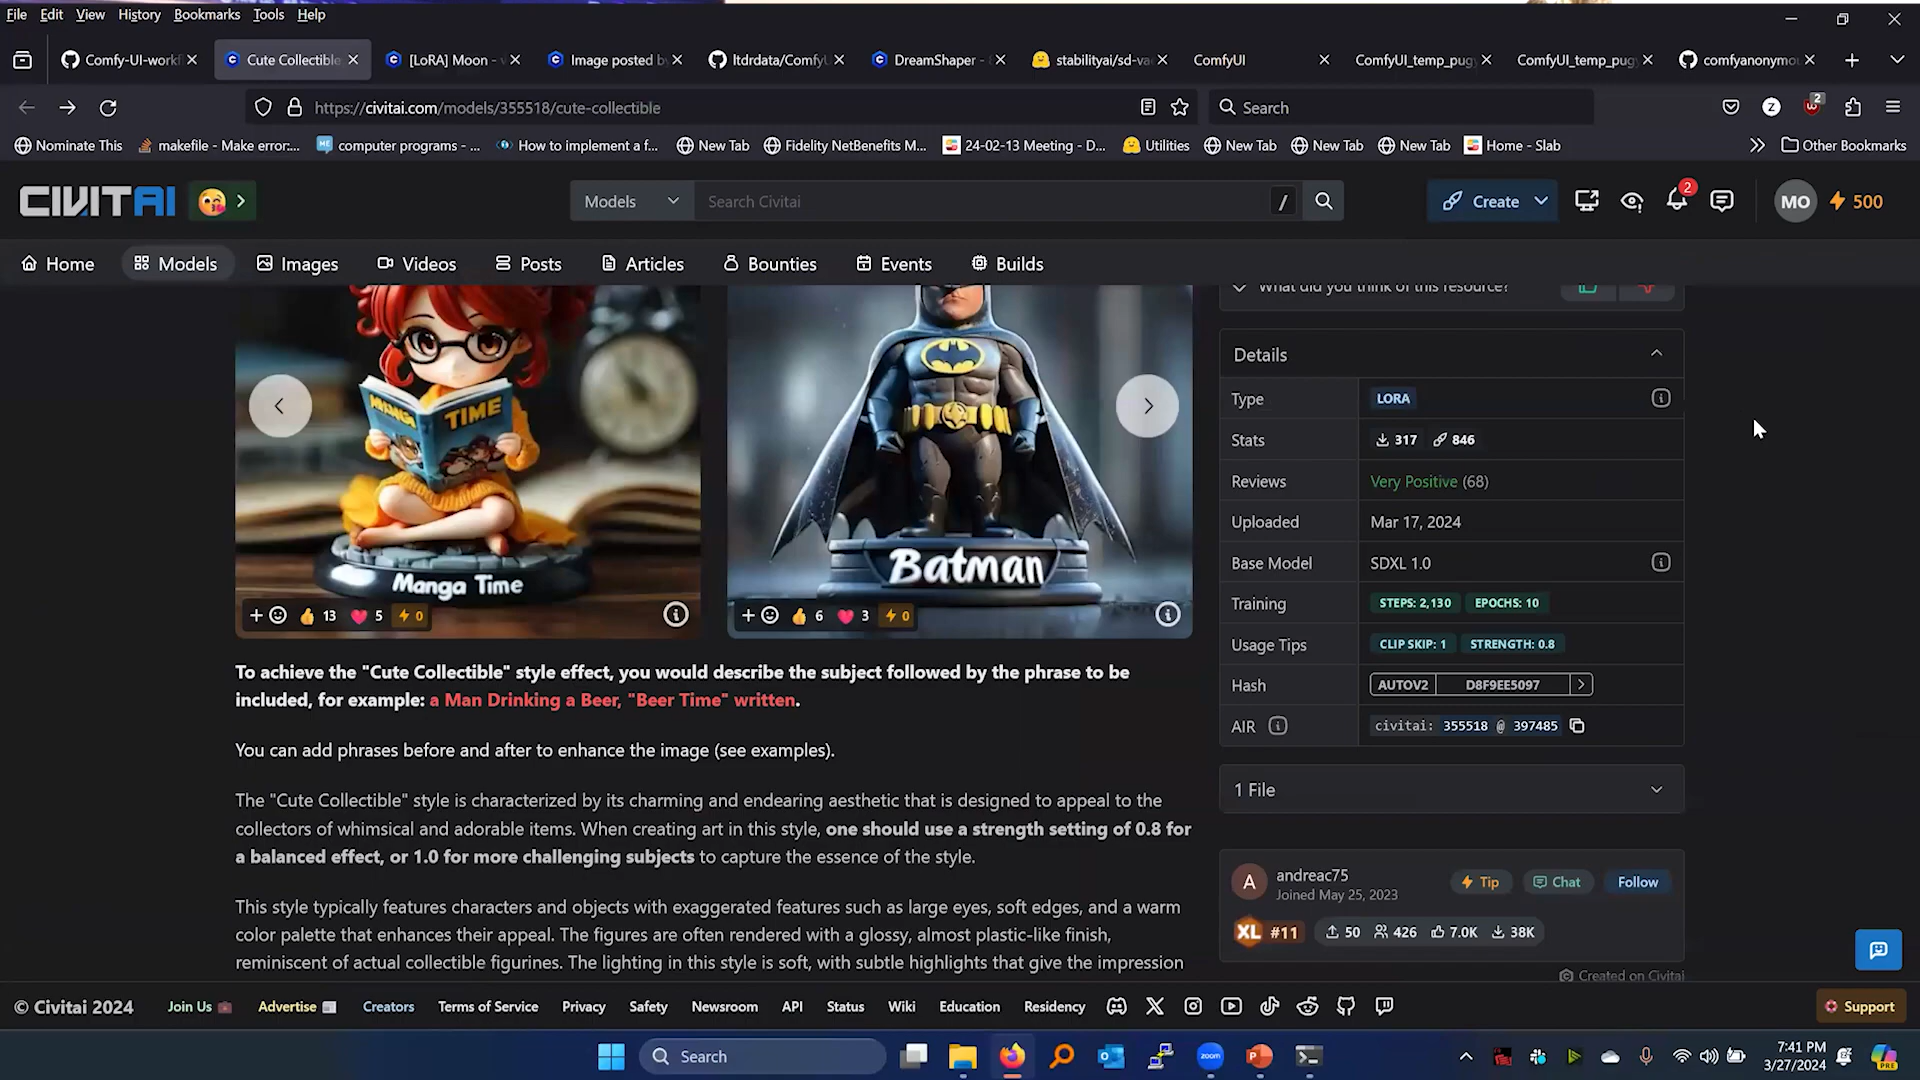 File Edit View History Bookmarks Tools Help
Comfy-UI-workf Cute Collectible [LoRA] Moon - Image posted b ltdrdata/Comfy DreamShaper - stabilityai/sd-va ComfyUI ComfyUI_temp_pug ComfyUI_temp_pug comfyanonymo
https://civitai.com/models/355518/cute-collectible Search
2
Nominate This makefile - Make error:... computer programs - ... How to implement a f... New Tab Fidelity NetBenefits M... 24-02-13 Meeting - D... Utilities New Tab New Tab New Tab Home - Slab Other Bookmarks
CIVITAI Models Search Civitai / Create 2 MO 500
Home Models Images Videos Posts Articles Bounties Events Builds
What did you think of this resource?
Details
Type LORA
Stats 317 846
Reviews Very Positive (68)
Uploaded Mar 17, 2024
Base Model SDXL 1.0
Training STEPS: 2,130 EPOCHS: 10
Usage Tips CLIP SKIP: 1 STRENGTH: 0.8
Hash AUTOV2 D8F9EE5097
AIR civitai: 355518 @ 397485
1 File
andreac75
Joined May 25, 2023
Tip Chat Follow
XL #11 50 426 7.0K 38K
Created on Civitai
TIME
Manga Time
13 5 0
Batman
6 3 0
To achieve the "Cute Collectible" style effect, you would describe the subject followed by the phrase to be
included, for example: a Man Drinking a Beer, "Beer Time" written.
You can add phrases before and after to enhance the image (see examples).
The "Cute Collectible" style is characterized by its charming and endearing aesthetic that is designed to appeal to the
collectors of whimsical and adorable items. When creating art in this style, one should use a strength setting of 0.8 for
a balanced effect, or 1.0 for more challenging subjects to capture the essence of the style.
This style typically features characters and objects with exaggerated features such as large eyes, soft edges, and a warm
color palette that enhances their appeal. The figures are often rendered with a glossy, almost plastic-like finish,
reminiscent of actual collectible figurines. The lighting in this style is soft, with subtle highlights that give the impression
© Civitai 2024 Join Us Advertise Creators Terms of Service Privacy Safety Newsroom API Status Wiki Education Residency Support
Search zoom 7:41 PM
3/27/2024
PRE